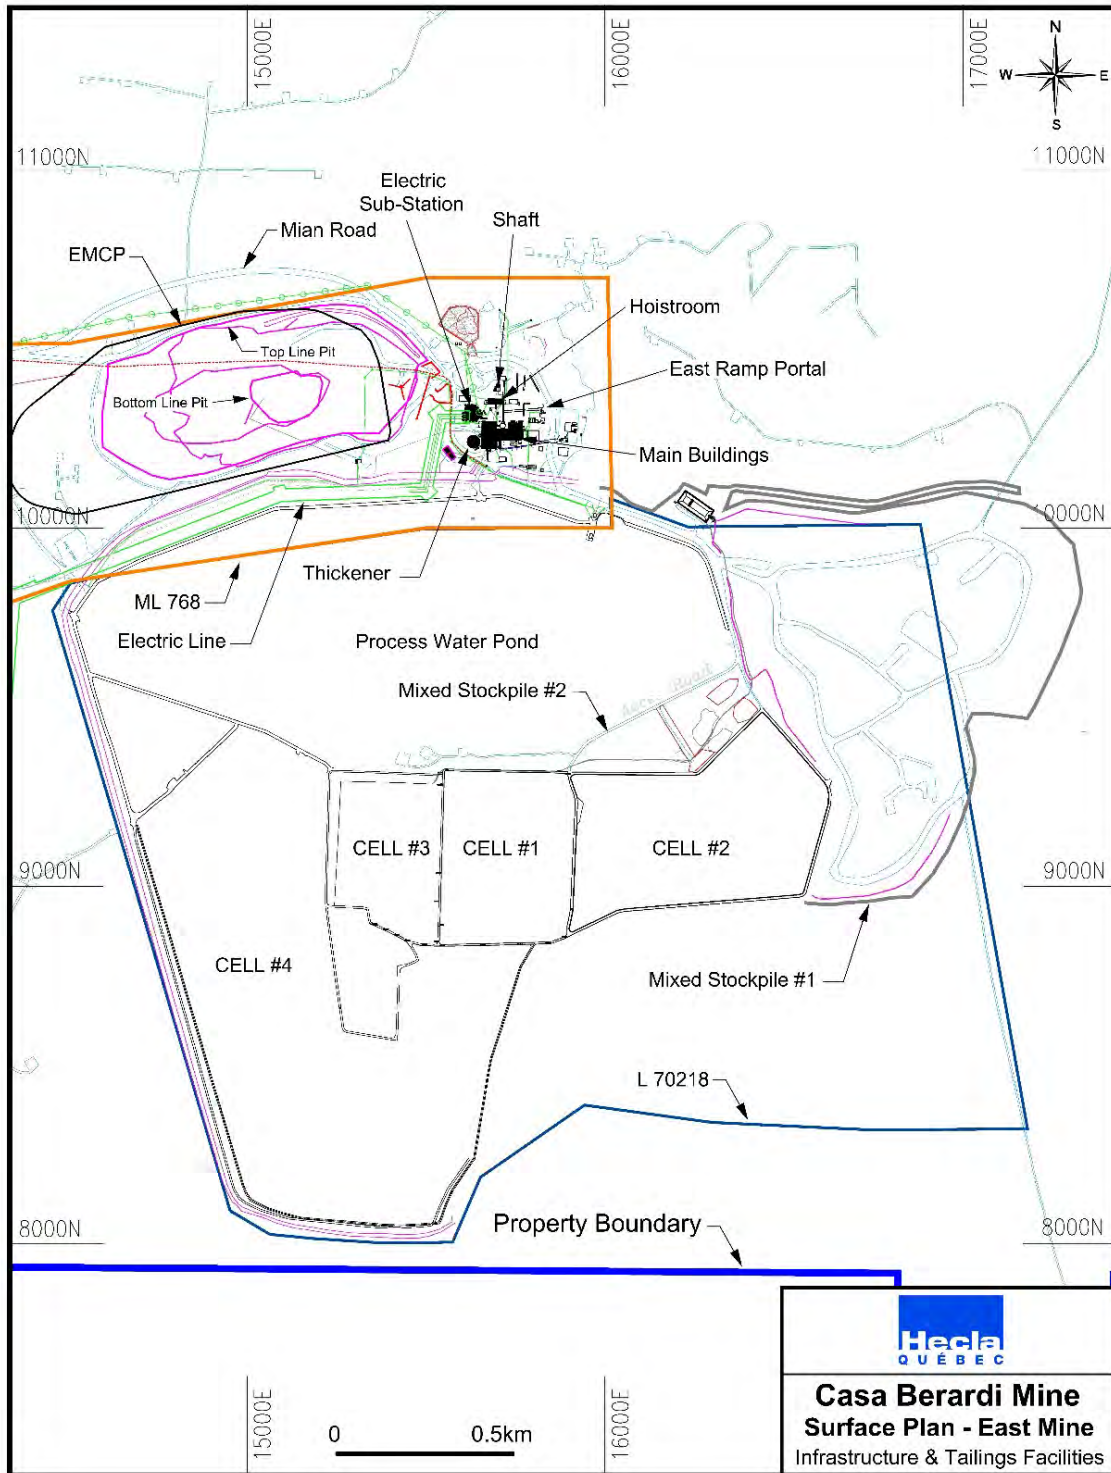 15000E
16000E
17000E
N
W
E
S
11000N
11000N
Electric
Sub-Station
Shaft
Mian Road
EMCP
Hoistroom
Top Line Pit
East Ramp Portal
Bottom Line Pit
Main Buildings
10000N
10000N
Thickener
ML 768
Electric Line
Process Water Pond
Mixed Stockpile #2
Road
CELL #3
CELL #1
CELL #2
9000N
9000N
CELL #4
Mixed Stockpile #1
L 70218
8000N
8000N
Property Boundary
15000E
16000E
0
0.5km
Hecla
QUÉBEC
Casa Berardi Mine
Surface Plan - East Mine
Infrastructure & Tailings Facilities